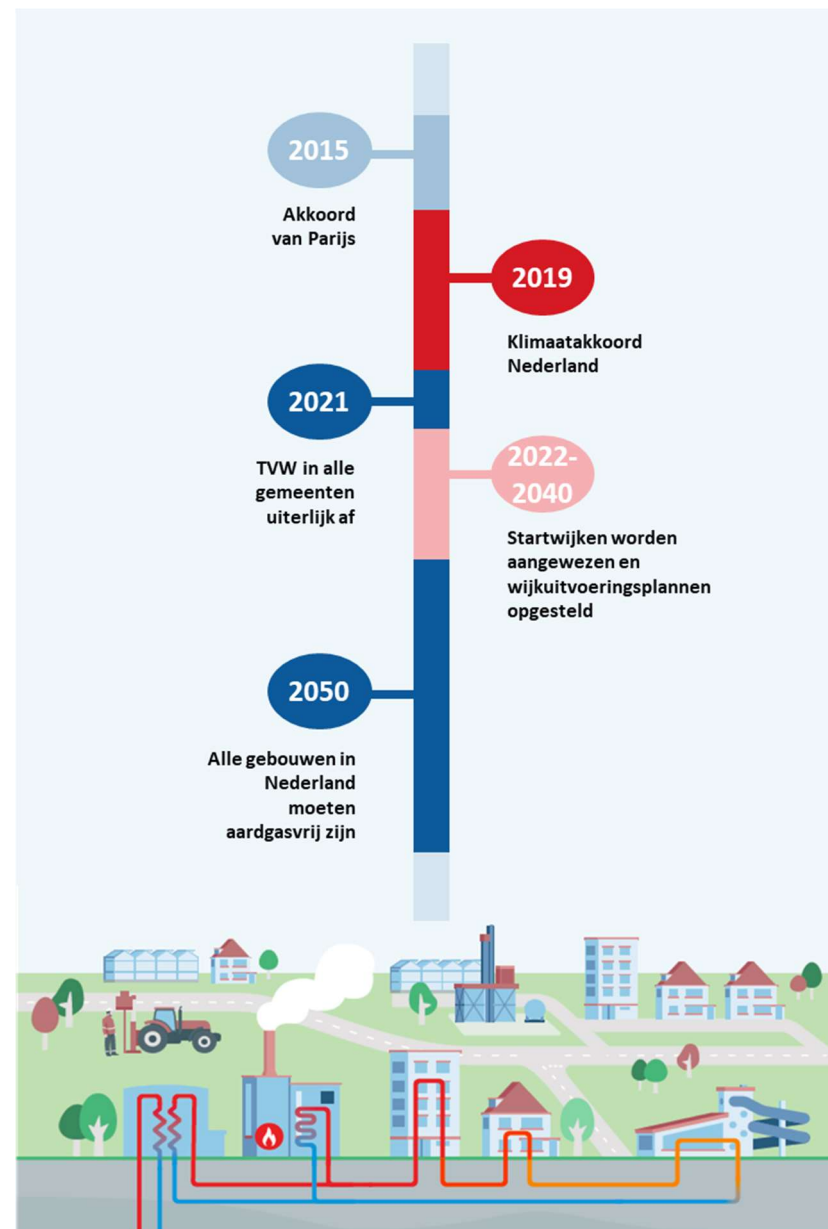 2015
Akkoord
van Parijs
2019
Klimaatakkoord
Nederland
2021
TVW in alle
gemeenten
uiterlijk af
2022-
2040
Startwijken worden
aangewezen en
wijkuitvoeringsplannen
opgesteld
2050
Alle gebouwen in
Nederland
moeten
aardgasvrij zijn